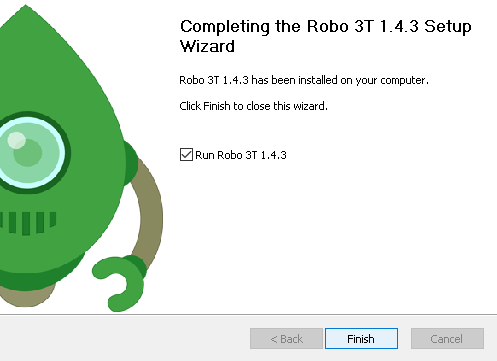 Completing the Robo 3T 1.4.3 Setup
Wizard
Robo 3T 1.4.3 has been installed on your computer.
Click Finish to close this wizard.
Run Robo 3T 1.4.3
< Back
Finish
Cancel